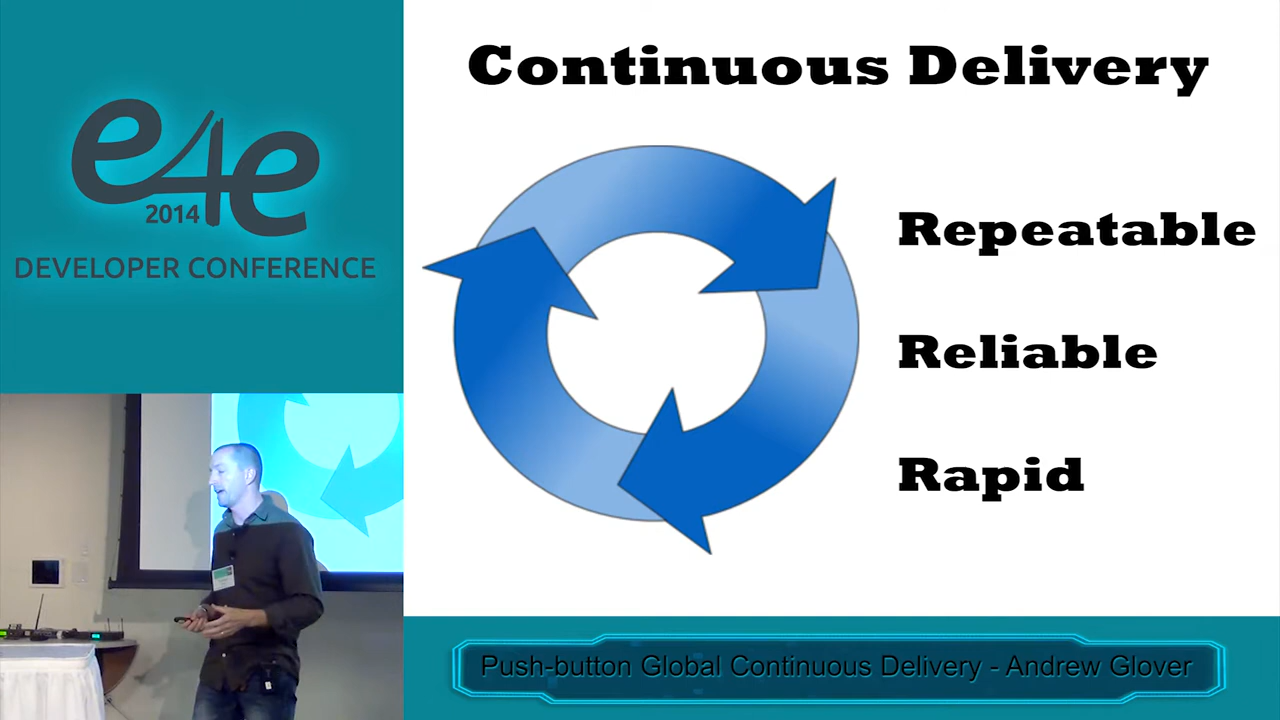 e4e
2014
DEVELOPER CONFERENCE
Continuous Delivery
Repeatable
Reliable
Rapid
Push-button Global Continuous Delivery - Andrew Glover